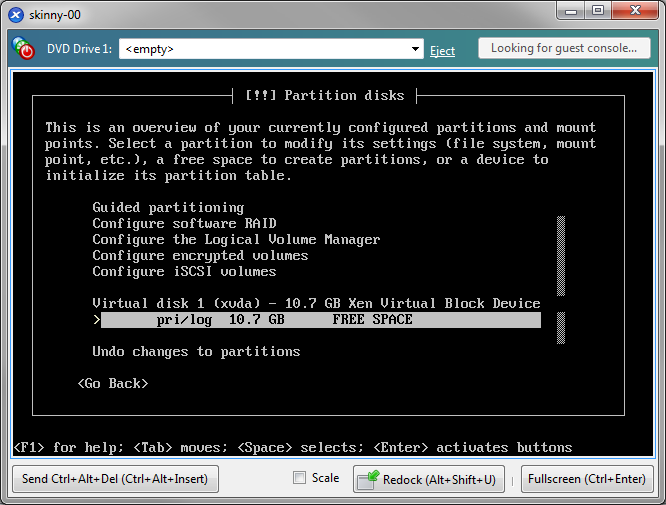 skinny-00
DVD Drive 1: <empty> Eject Looking for guest console...
[!!] Partition disks
This is an overview of your currently configured partitions and mount
points. Select a partition to modify its settings (file system, mount
point, etc.), a free space to create partitions, or a device to
initialize its partition table.
Guided partitioning
Configure software RAID
Configure the Logical Volume Manager
Configure encrypted volumes
Configure iSCSI volumes
Virtual disk 1 (xvda) - 10.7 GB Xen Virtual Block Device
> pri/log 10.7 GB FREE SPACE
Undo changes to partitions
<Go Back>
<F1> for help; <Tab> moves; <Space> selects; <Enter> activates buttons
Send Ctrl+Alt+Del (Ctrl+Alt+Insert) Scale Redock (Alt+Shift+U) Fullscreen (Ctrl+Enter)